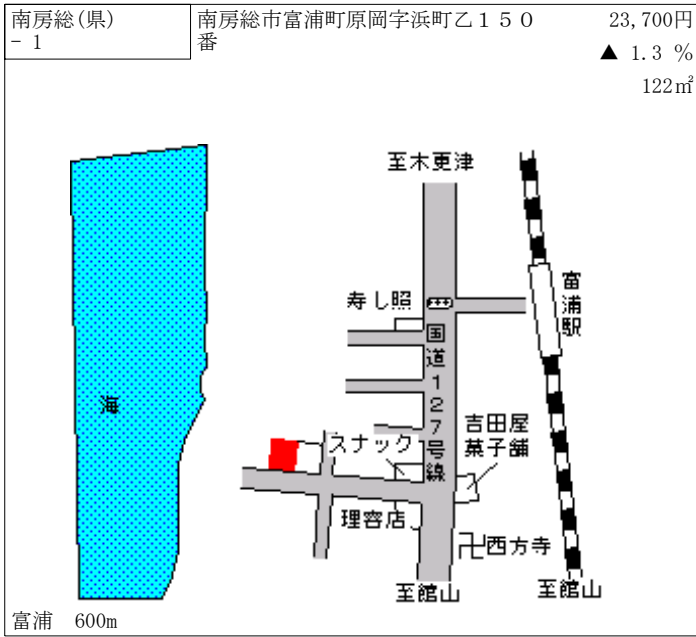 南房総(県)
- 1
南房総市富浦町原岡字浜町乙１５０
番
23,700円
▲ 1.3 %
122㎡
至木更津
寿し照
富浦駅
国道127号線
海
スナック
吉田屋
菓子舗
理容店
卍西方寺
至館山
至館山
富浦 600m